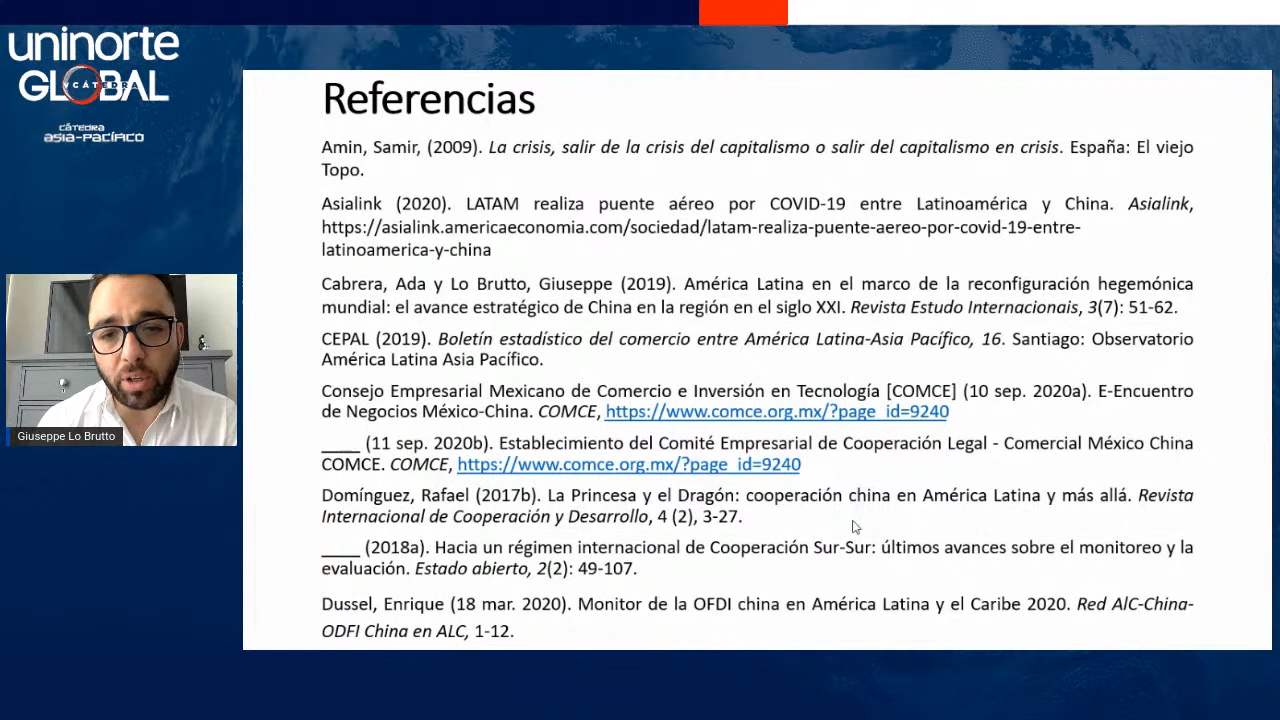 uninorte
GLOBAL
Y CÁTEDRA
CÁTEDRA
ASIA-PACÍFICO
Referencias
Amin, Samir, (2009). La crisis, salir de la crisis del capitalismo o salir del capitalismo en crisis. España: El viejo
Topo.
Asialink (2020). LATAM realiza puente aéreo por COVID-19 entre Latinoamérica y China. Asialink,
https://asialink.americaeconomia.com/sociedad/latam-realiza-puente-aereo-por-covid-19-entre-
latinoamerica-y-china
Cabrera, Ada y Lo Brutto, Giuseppe (2019). América Latina en el marco de la reconfiguración hegemónica
mundial: el avance estratégico de China en la región en el siglo XXI. Revista Estudo Internacionais, 3(7): 51-62.
CEPAL (2019). Boletín estadístico del comercio entre América Latina-Asia Pacífico, 16. Santiago: Observatorio
América Latina Asia Pacífico.
Consejo Empresarial Mexicano de Comercio e Inversión en Tecnología [COMCE] (10 sep. 2020a). E-Encuentro
de Negocios México-China. COMCE, https://www.comce.org.mx/?page_id=9240
____ (11 sep. 2020b). Establecimiento del Comité Empresarial de Cooperación Legal - Comercial México China
COMCE. COMCE, https://www.comce.org.mx/?page_id=9240
Domínguez, Rafael (2017b). La Princesa y el Dragón: cooperación china en América Latina y más allá. Revista
Internacional de Cooperación y Desarrollo, 4 (2), 3-27.
____ (2018a). Hacia un régimen internacional de Cooperación Sur-Sur: últimos avances sobre el monitoreo y la
evaluación. Estado abierto, 2(2): 49-107.
Dussel, Enrique (18 mar. 2020). Monitor de la OFDI china en América Latina y el Caribe 2020. Red AlC-China-
ODFI China en ALC, 1-12.
Giuseppe Lo Brutto